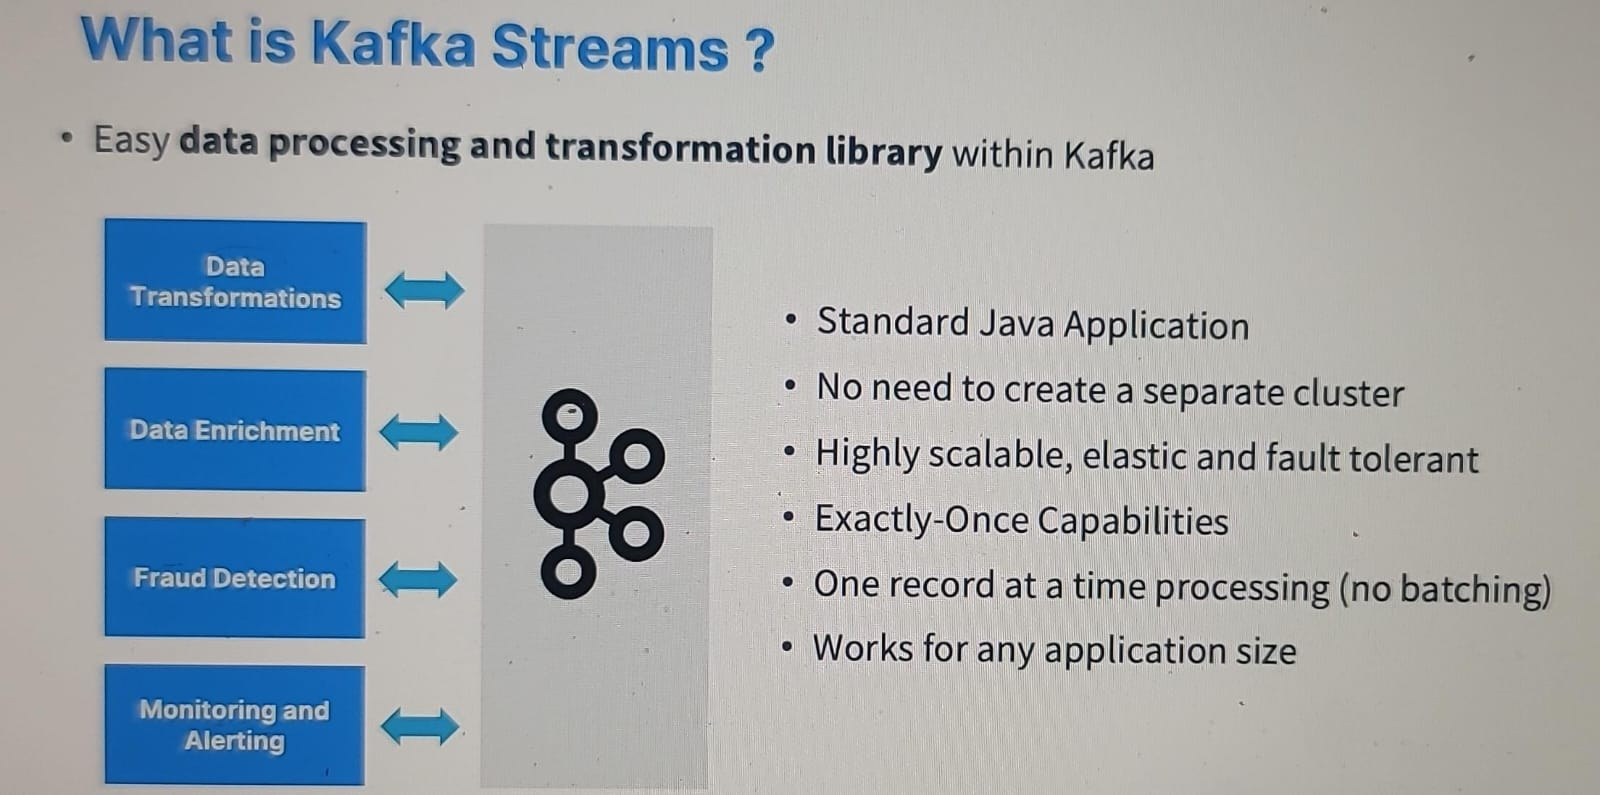 What is Kafka Streams ?
• Easy data processing and transformation library within Kafka
Data
Transformations
Data Enrichment
Fraud Detection
Monitoring and
Alerting
• Standard Java Application
• No need to create a separate cluster
• Highly scalable, elastic and fault tolerant
• Exactly-Once Capabilities
• One record at a time processing (no batching)
• Works for any application size